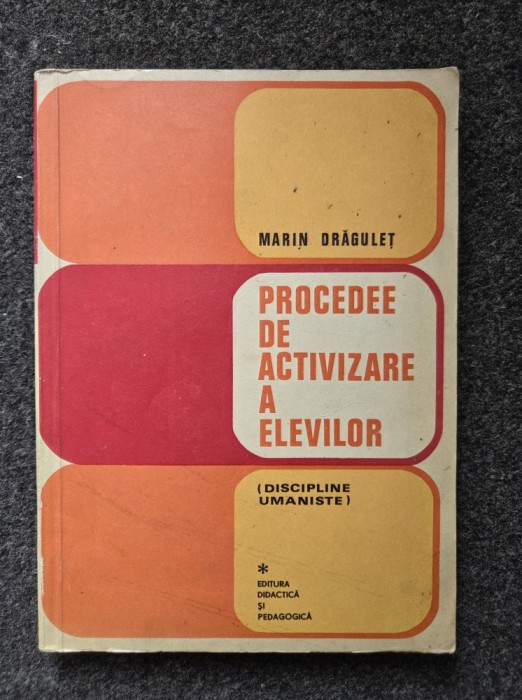 MARIN DRĂGULEȚ
PROCEDEE
DE
ACTIVIZARE
A
ELEVILOR
(DISCIPLINE
UMANISTE)
*
EDITURA
DIDACTICĂ
ȘI
PEDAGOGICĂ